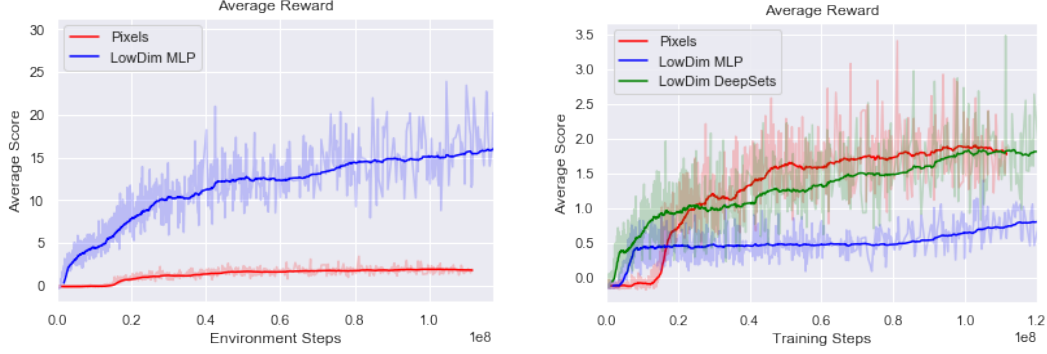 Average Reward
30
25
20
15
10
5
0
Average Score
Pixels
LowDim MLP
0.0 0.2 0.4 0.6 0.8 1.0
1e8
Environment Steps
Average Reward
3.5
3.0
2.5
2.0
1.5
1.0
0.5
0.0
Average Score
Pixels
LowDim MLP
LowDim DeepSets
0.0 0.2 0.4 0.6 0.8 1.0 1.2
1e8
Training Steps